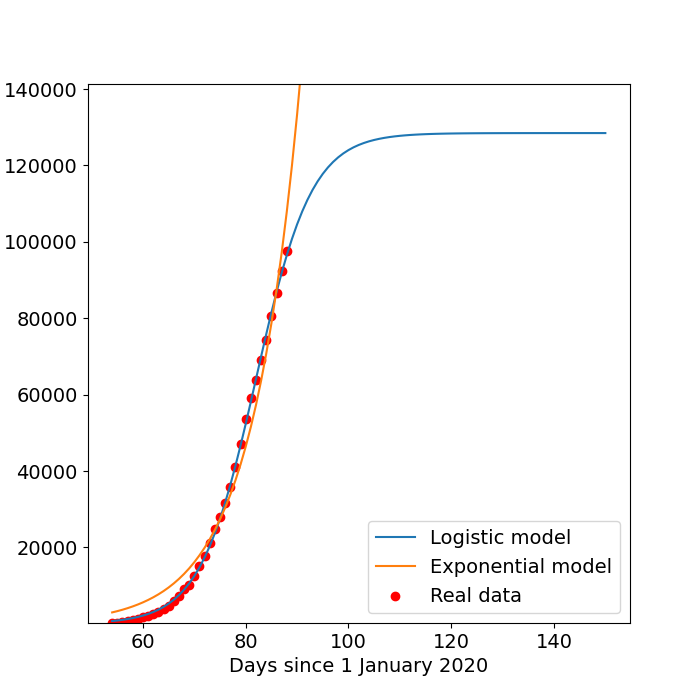 140000
120000
100000
80000
60000
40000
20000
60 80 100 120 140
Days since 1 January 2020
Logistic model
Exponential model
Real data